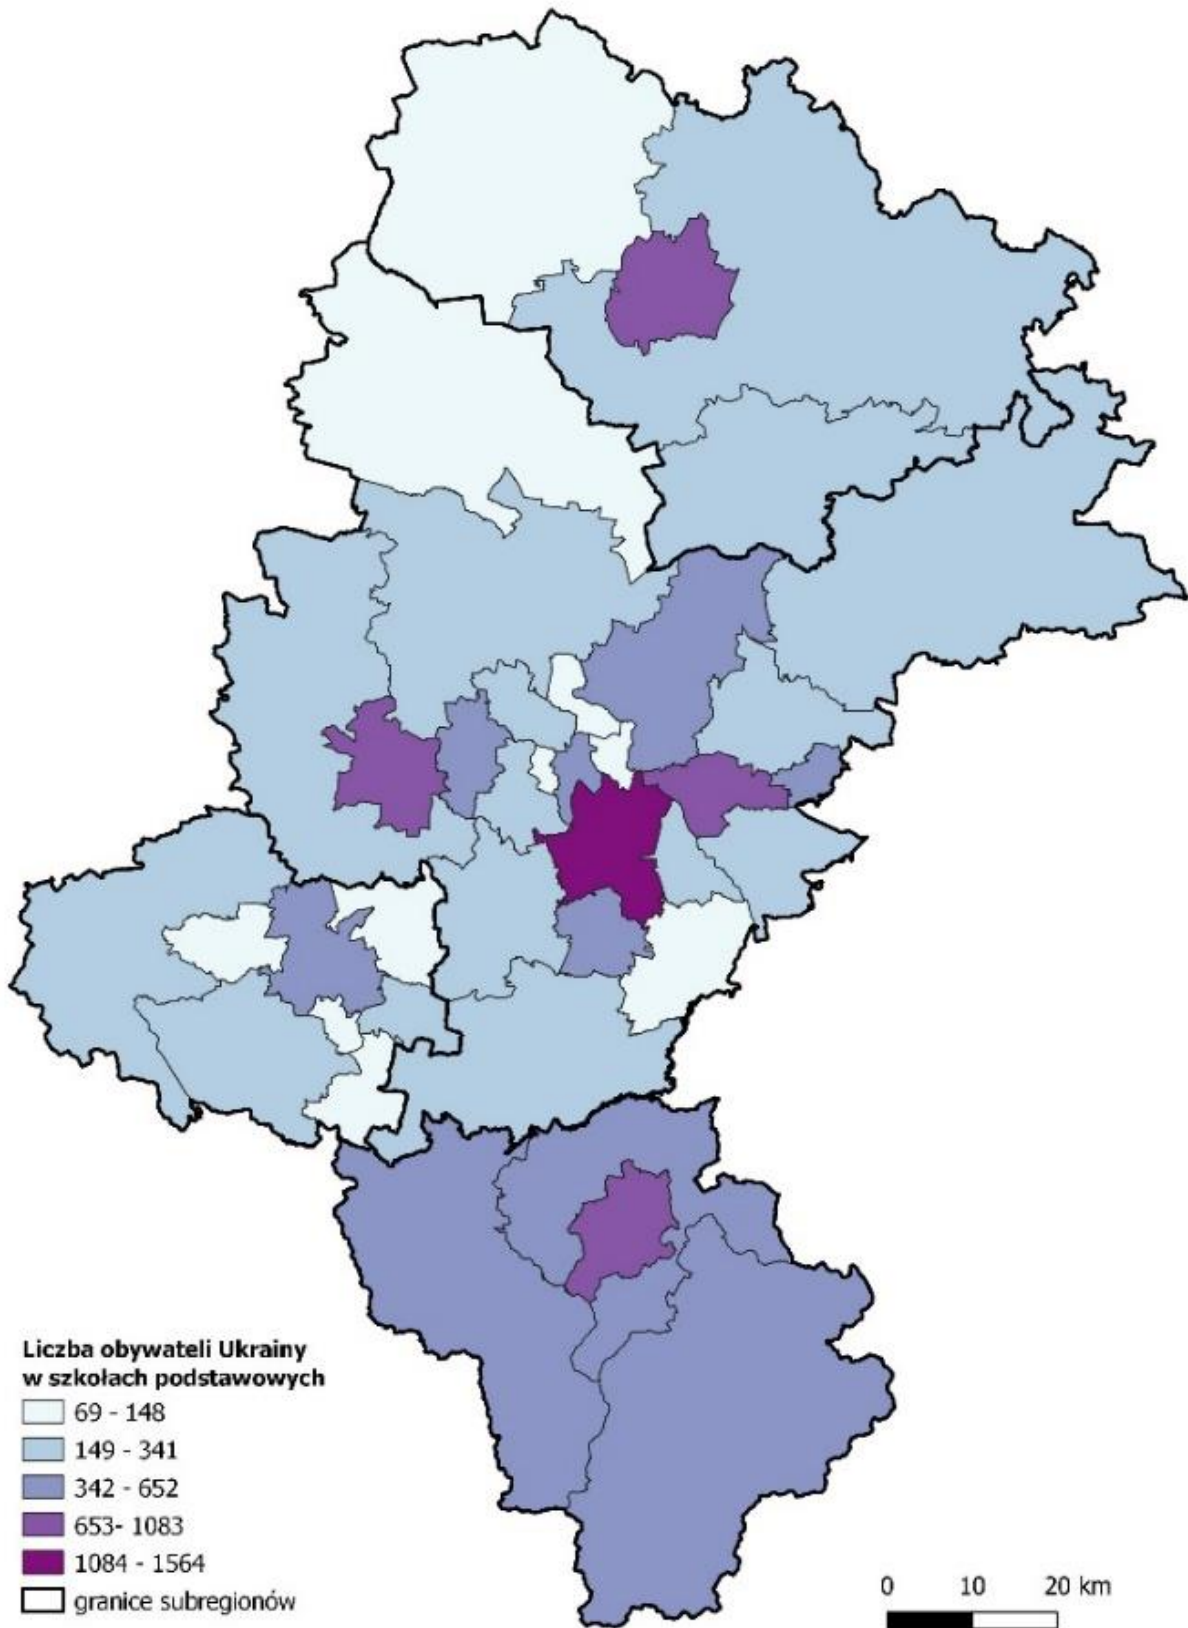 Liczba obywateli Ukrainy
w szkołach podstawowych
69 - 148
149 - 341
342 - 652
653- 1083
1084 - 1564
granice subregionów
0 10 20 km